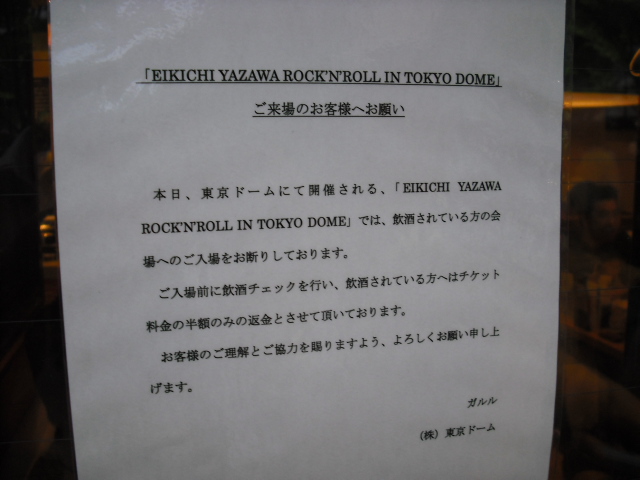 「EIKICHI YAZAWA ROCK'N'ROLL IN TOKYO DOME」
ご来場のお客様へお願い
本日、東京ドームにて開催される、「EIKICHI YAZAWA
ROCK'N'ROLL IN TOKYO DOME」では、飲酒されている方の会
場へのご入場をお断りしております。
ご入場前に飲酒チェックを行い、飲酒されている方へはチケット
料金の半額のみの返金とさせて頂いております。
お客様のご理解とご協力を賜りますよう、よろしくお願い申し上
げます。
ガルル
(株)東京ドーム